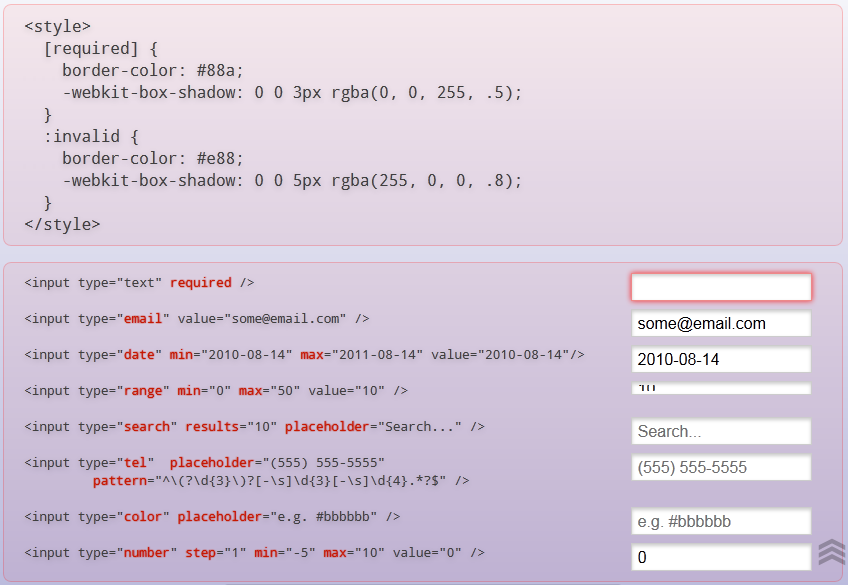 <style>
[required] {
border-color: #88a;
-webkit-box-shadow: 0 0 3px rgba(0, 0, 255, .5);
}
:invalid {
border-color: #e88;
-webkit-box-shadow: 0 0 5px rgba(255, 0, 0, .8);
}
</style>
<input type="text" required />
<input type="email" value="some@email.com" />
some@email.com
<input type="date" min="2010-08-14" max="2011-08-14" value="2010-08-14"/>
2010-08-14
<input type="range" min="0" max="50" value="10" />
10
<input type="search" results="10" placeholder="Search..." />
Search...
<input type="tel"  placeholder="(555) 555-5555"
pattern="^\(?\d{3}\)?[-\s]\d{3}[-\s]\d{4}.*?$" />
(555) 555-5555
<input type="color" placeholder="e.g. #bbbbbb" />
e.g. #bbbbbb
<input type="number" step="1" min="-5" max="10" value="0" />
0